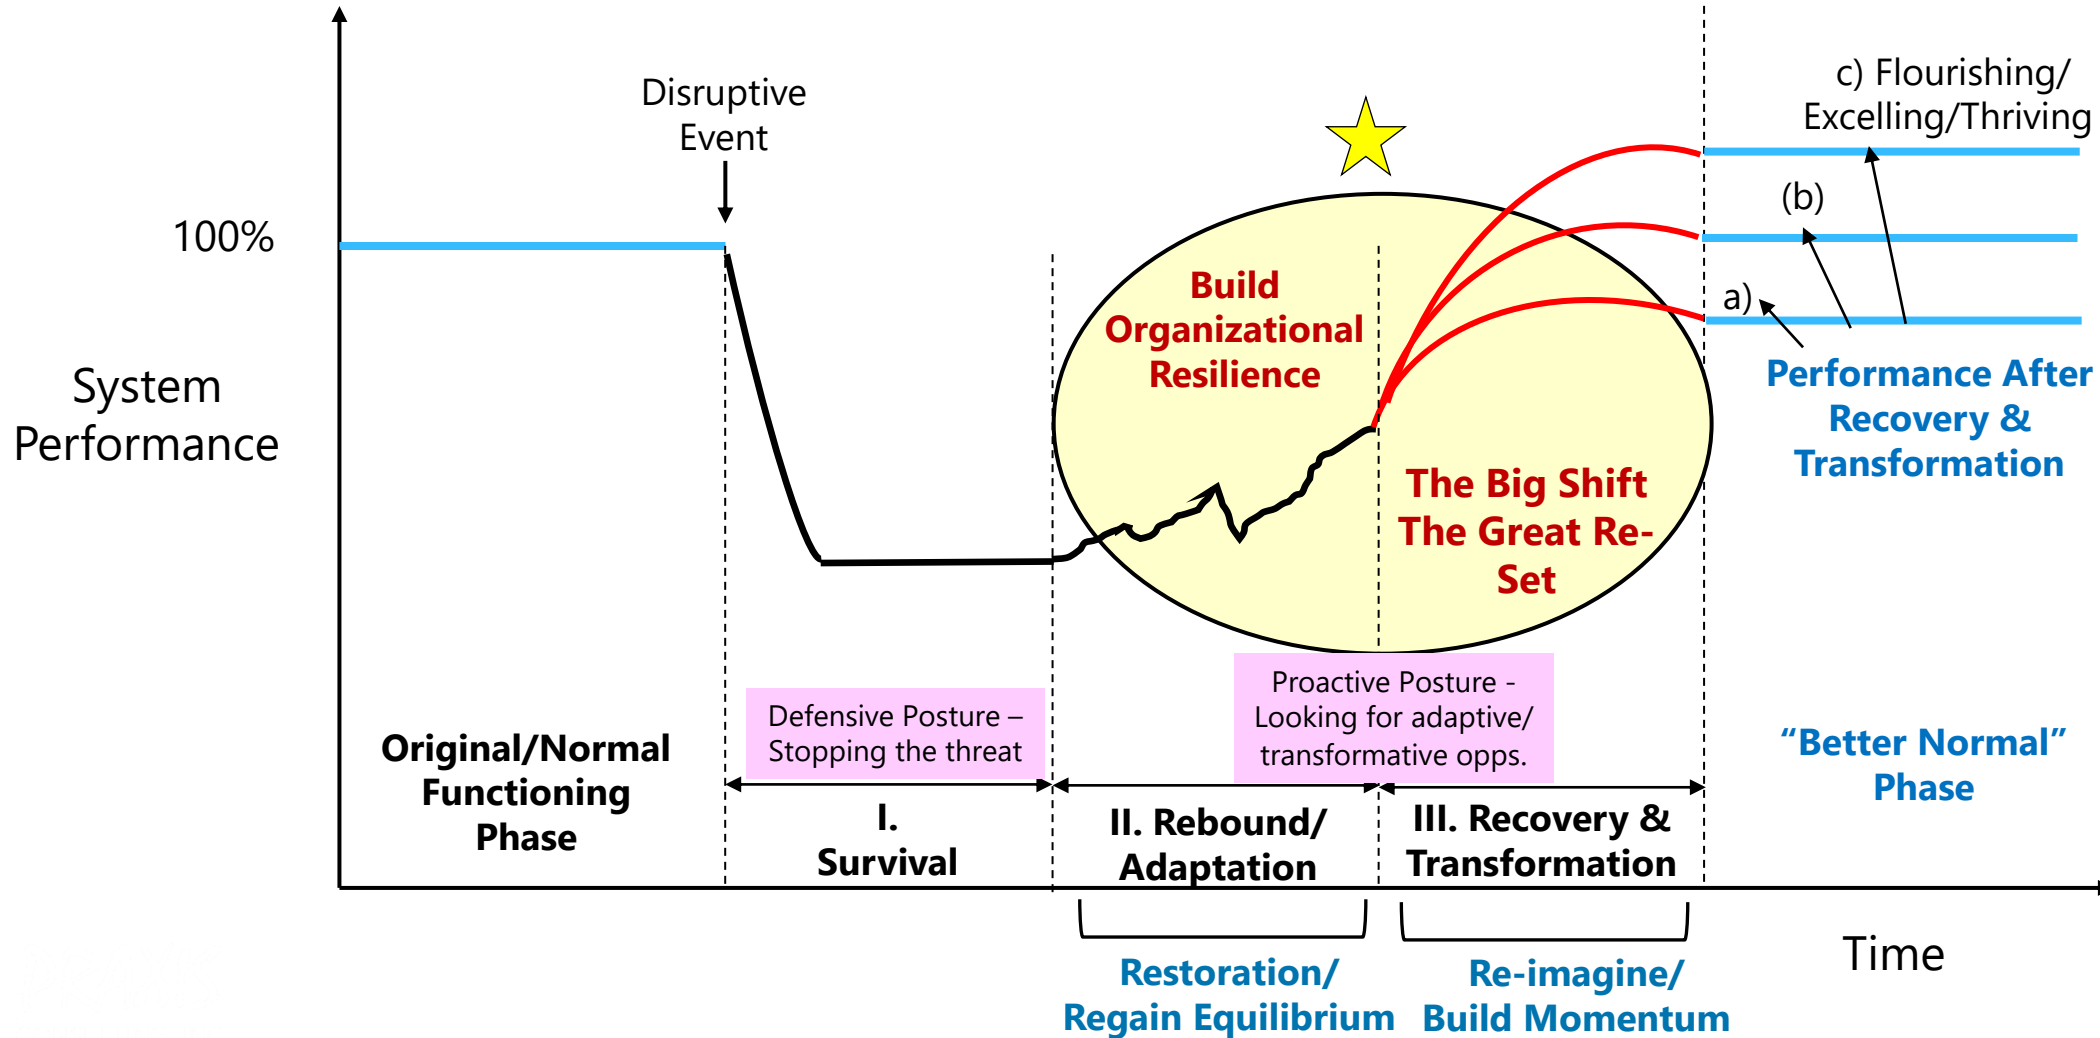 Disruptive
Event
c) Flourishing/
Excelling/Thriving
100%
(b)
a)
System
Performance
Build
Organizational
Resilience
Performance After
Recovery &
Transformation
The Big Shift
The Great Re-
Set
Defensive Posture –
Stopping the threat
Proactive Posture -
Looking for adaptive/
transformative opps.
Original/Normal
Functioning
Phase
“Better Normal”
Phase
I.
Survival
II. Rebound/
Adaptation
III. Recovery &
Transformation
Time
Restoration/
Regain Equilibrium
Re-imagine/
Build Momentum